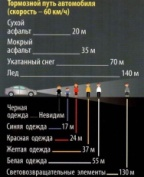 Тормозной путь автомобиля
(скорость – 60 км/ч)
Сухой
асфальт 20 м
Мокрый
асфальт 35 м
Укатанный снег 70 м
Лед 140 м
Черная
одежда Невидим
Синяя одежда 17 м
Красная одежда 24 м
Желтая одежда 37 м
Белая одежда 55 м
Световозвращательные элементы 130 м